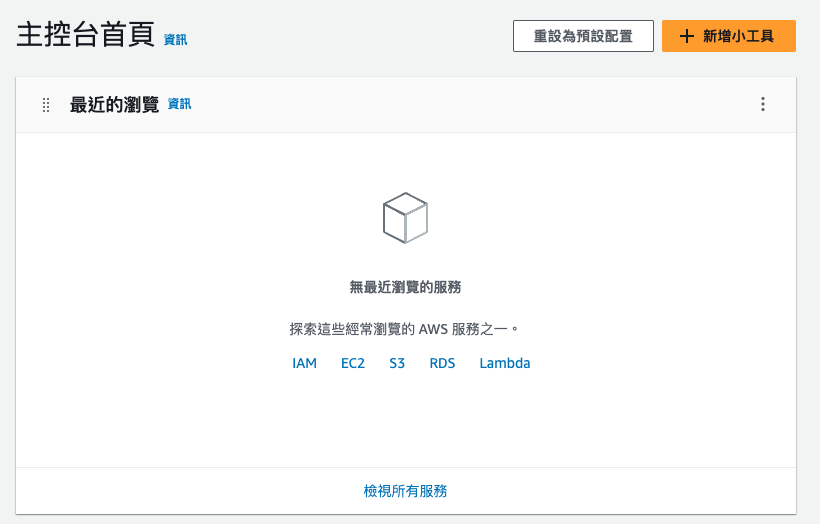 主控台首頁 資訊 重設為預設配置 新增小工具
最近的瀏覽 資訊
無最近瀏覽的服務
探索這些經常瀏覽的 AWS 服務之一。
IAM EC2 S3 RDS Lambda
檢視所有服務